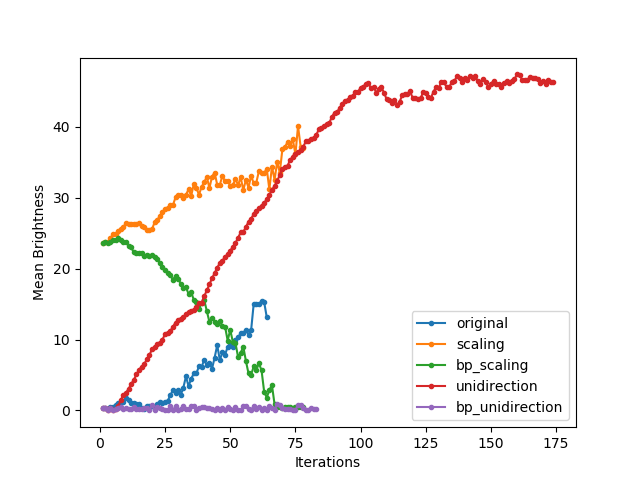 Mean Brightness
40
30
20
10
0
0 25 50 75 100 125 150 175
Iterations
original
scaling
bp_scaling
unidirection
bp_unidirection